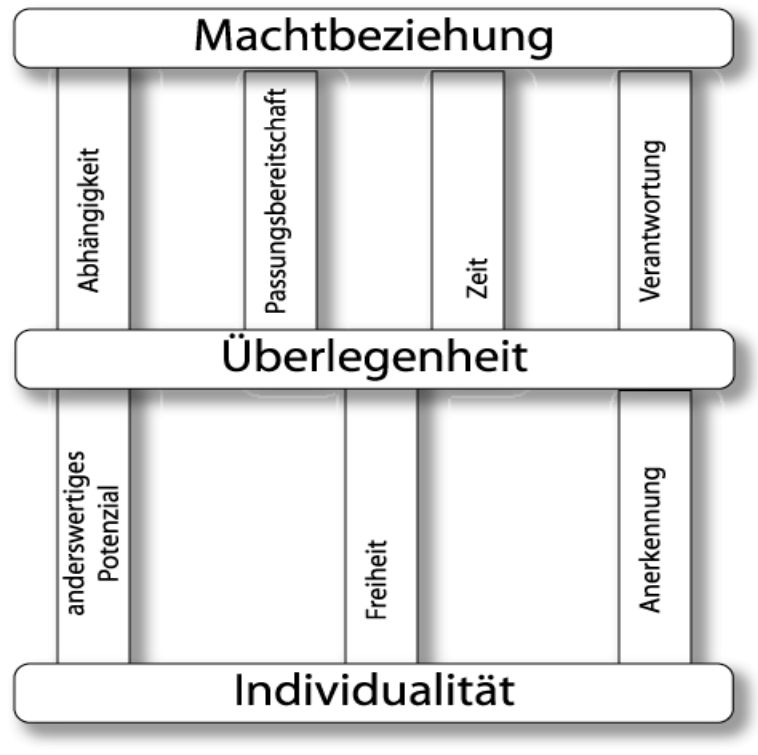 Machtbeziehung
Abhängigkeit
Passungsbereitschaft
Zeit
Verantwortung
Überlegenheit
anderswertiges
Potenzial
Freiheit
Anerkennung
Individualität